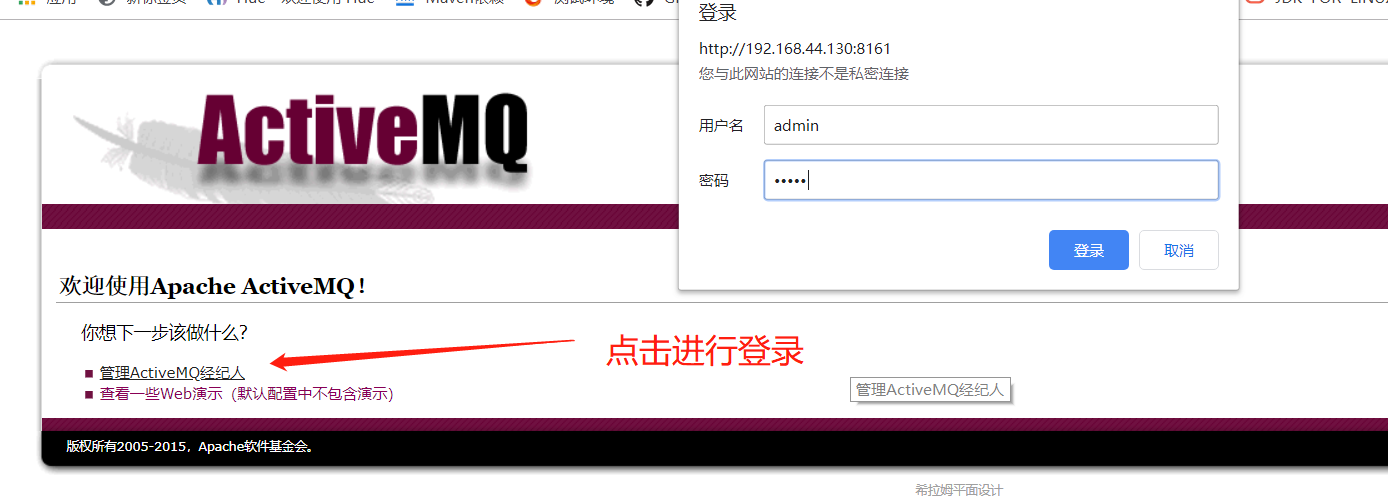 登录
http://192.168.44.130:8161
您与此网站的连接不是私密连接
用户名 admin
密码 •••••
登录 取消
ActiveMQ
欢迎使用Apache ActiveMQ！
你想下一步该做什么？
管理ActiveMQ经纪人
查看一些Web演示（默认配置中不包含演示）
点击进行登录
管理ActiveMQ经纪人
版权所有2005-2015，Apache软件基金会。
希拉姆平面设计